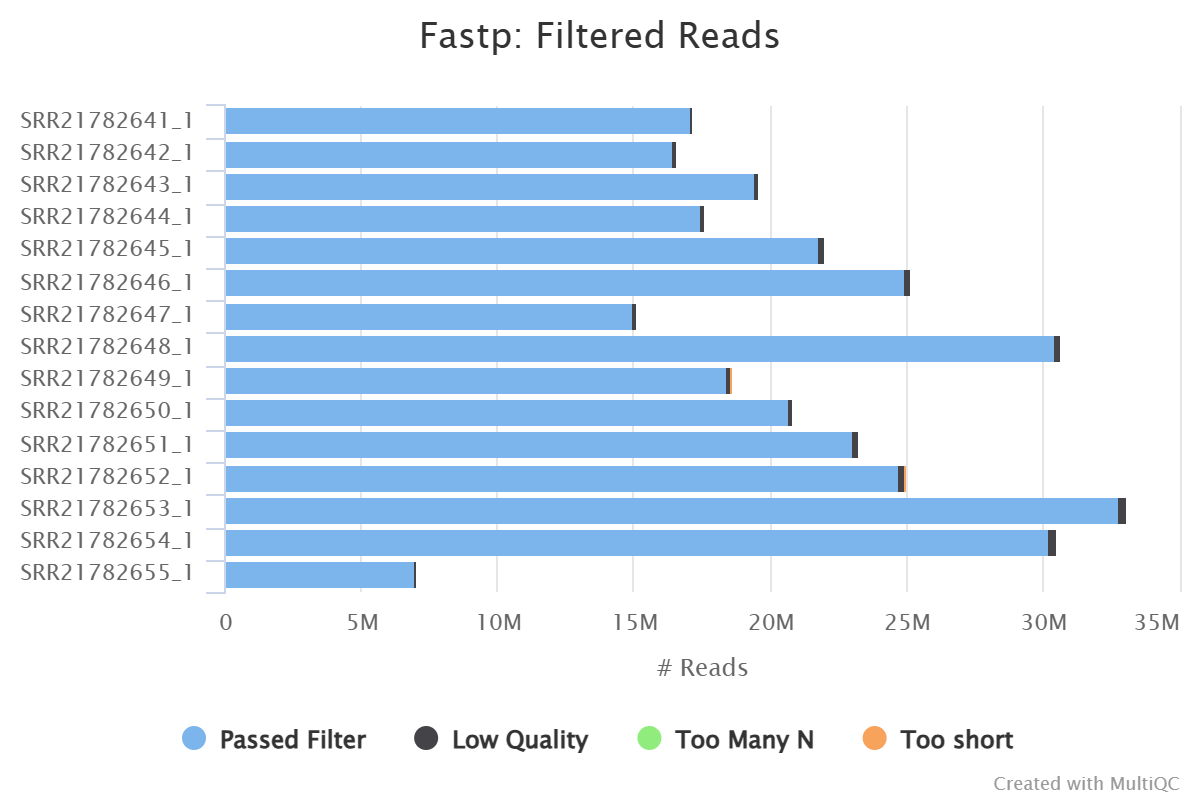 Fastp: Filtered Reads
SRR21782641_1
SRR21782642_1
SRR21782643_1
SRR21782644_1
SRR21782645_1
SRR21782646_1
SRR21782647_1
SRR21782648_1
SRR21782649_1
SRR21782650_1
SRR21782651_1
SRR21782652_1
SRR21782653_1
SRR21782654_1
SRR21782655_1
0 5M 10M 15M 20M 25M 30M 35M
# Reads
Passed Filter Low Quality Too Many N Too short
Created with MultiQC